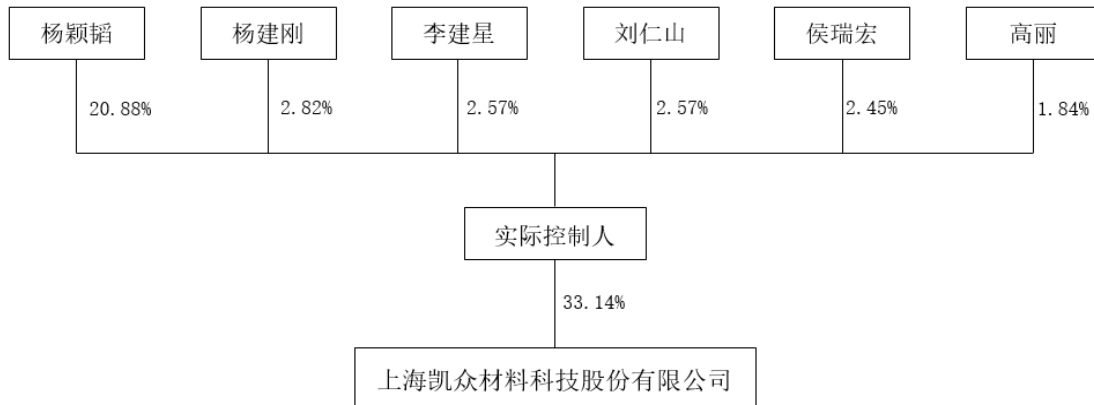 杨颖韬
杨建刚
李建星
刘仁山
侯瑞宏
高丽
20.88%
2.82%
2.57%
2.57%
2.45%
1.84%
实际控制人
33.14%
上海凯众材料科技股份有限公司